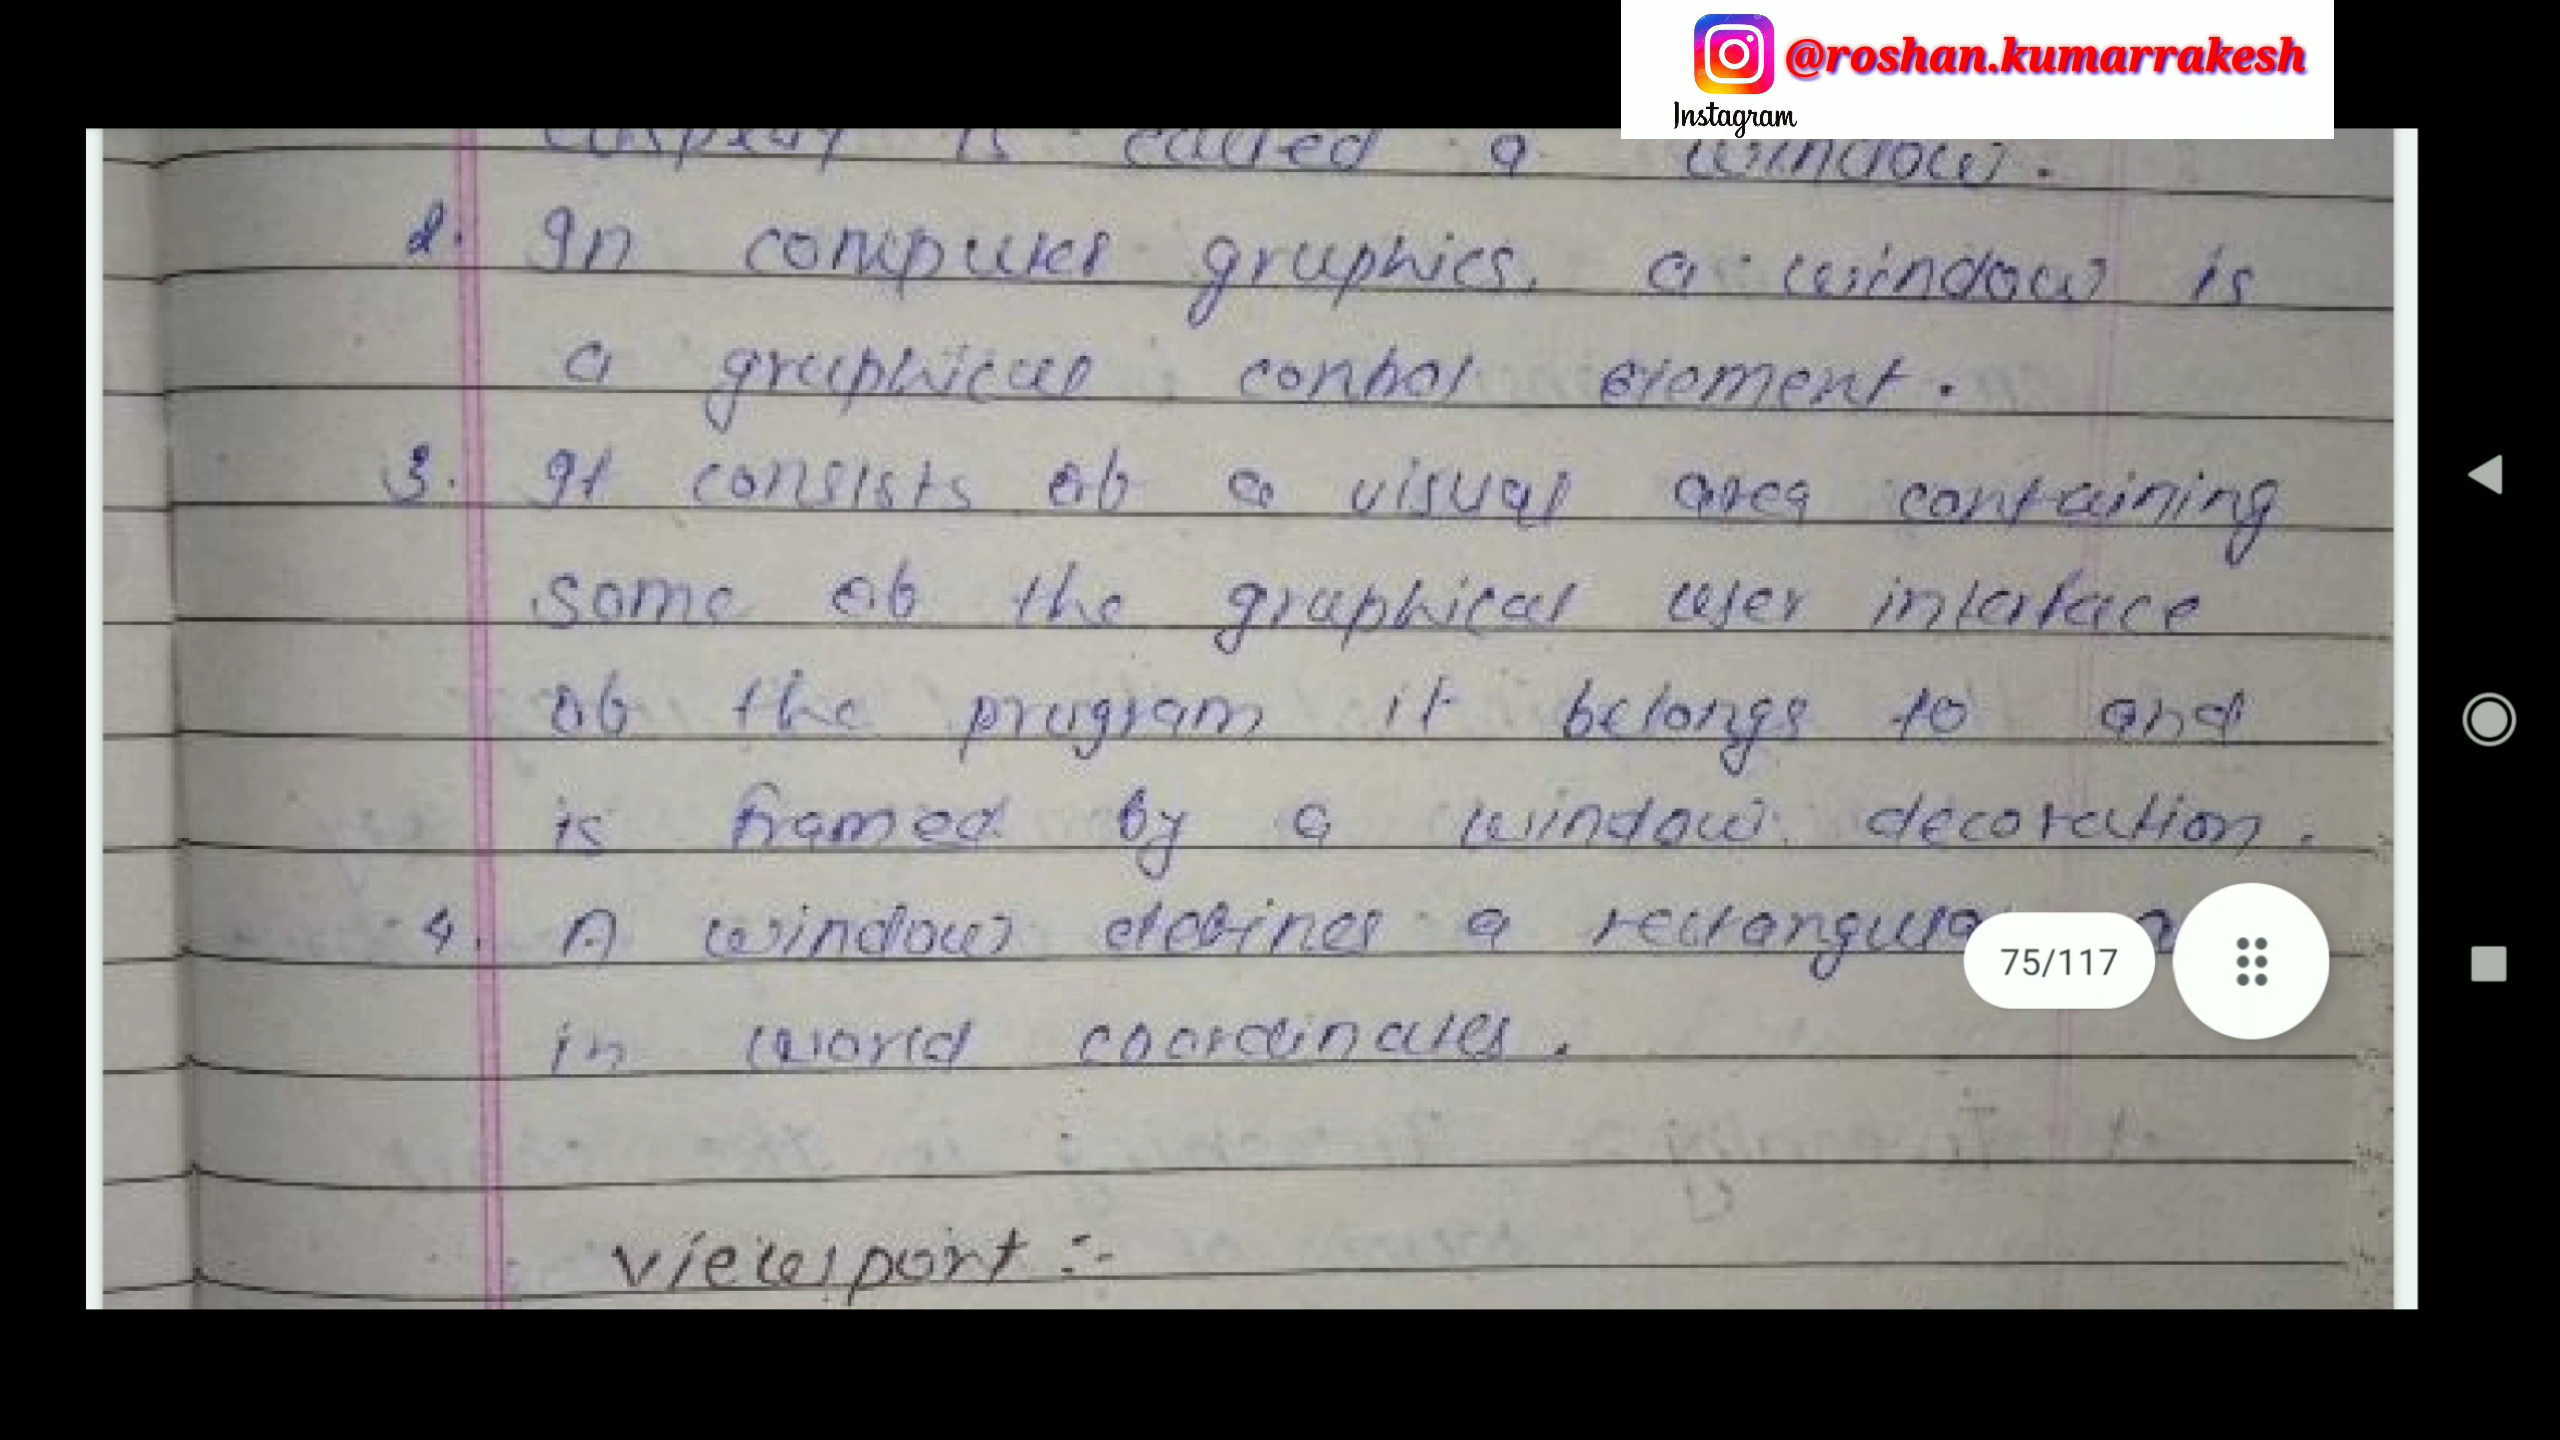 @roshan.kumarrakesh
Instagram
display is called a window.
2. In computer graphics, a window is
a graphical control element.
3. It consists of a visual area containing
some of the graphical user interface
of the program it belongs to and
is framed by a window decoration.
4. A window defines a rectangular
in world coordinates.
75/117
Viewport :-